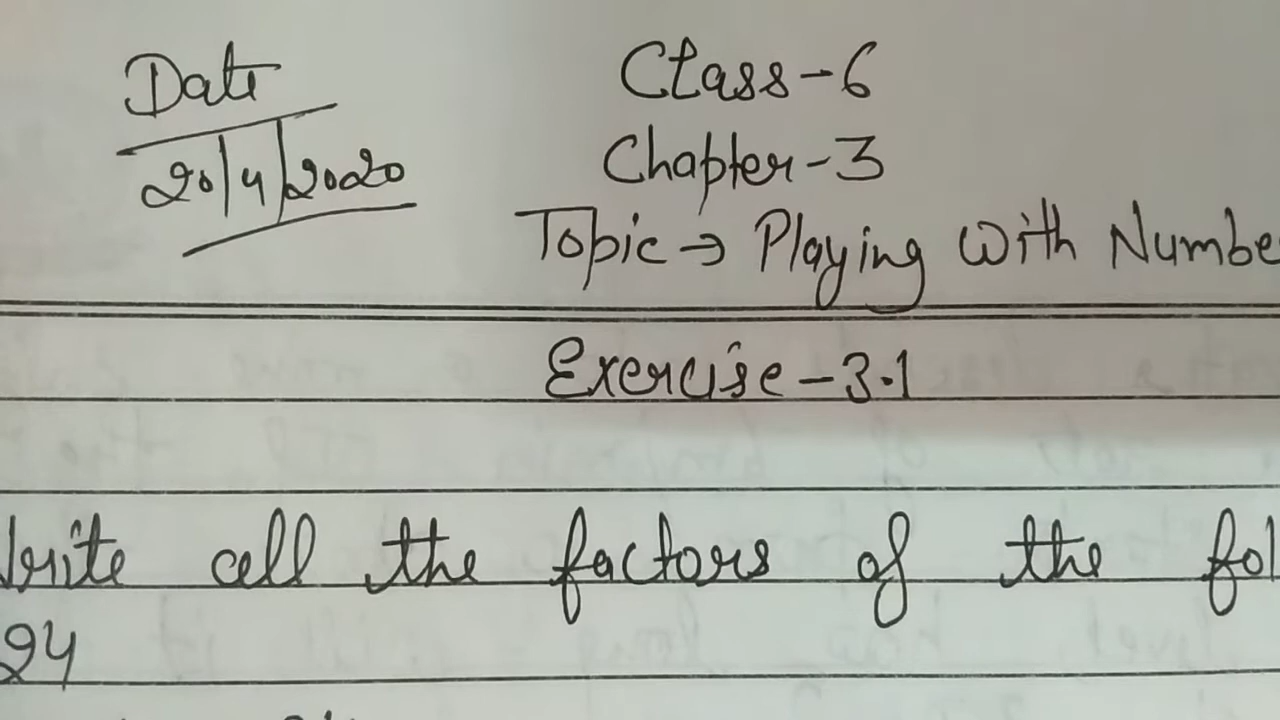 Date
20/4/2020
Class-6
Chapter-3
Topic → Playing With Numbe
Exercise-3.1
Write all the factors of the fol
24